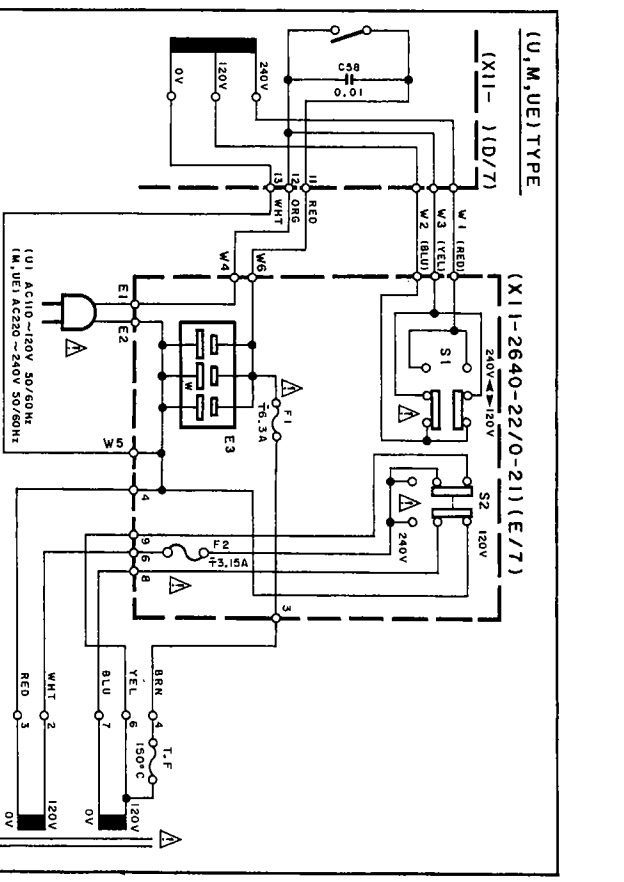 (U,M,UE) TYPE
(X11- ) (D/7)
C58
0.01
240V
120V
0V
11
12
13
RED
ORG
WHT
W1 (RED)
W3 (YEL)
W2 (BLU)
W6
W4
(X11-2640-22/0-21) (E/7)
S1
240V◄►120V
S2
120V
240V
E1
E2
W
E3
F1
T6.3A
W5
4
9
6
8
F2
T3.15A
3
(U) AC110~120V 50/60Hz
(M,UE) AC220~240V 50/60Hz
BRN
YEL
BLU
WHT
RED
4
6
7
2
3
T.F
150°C
120V
0V
120V
0V